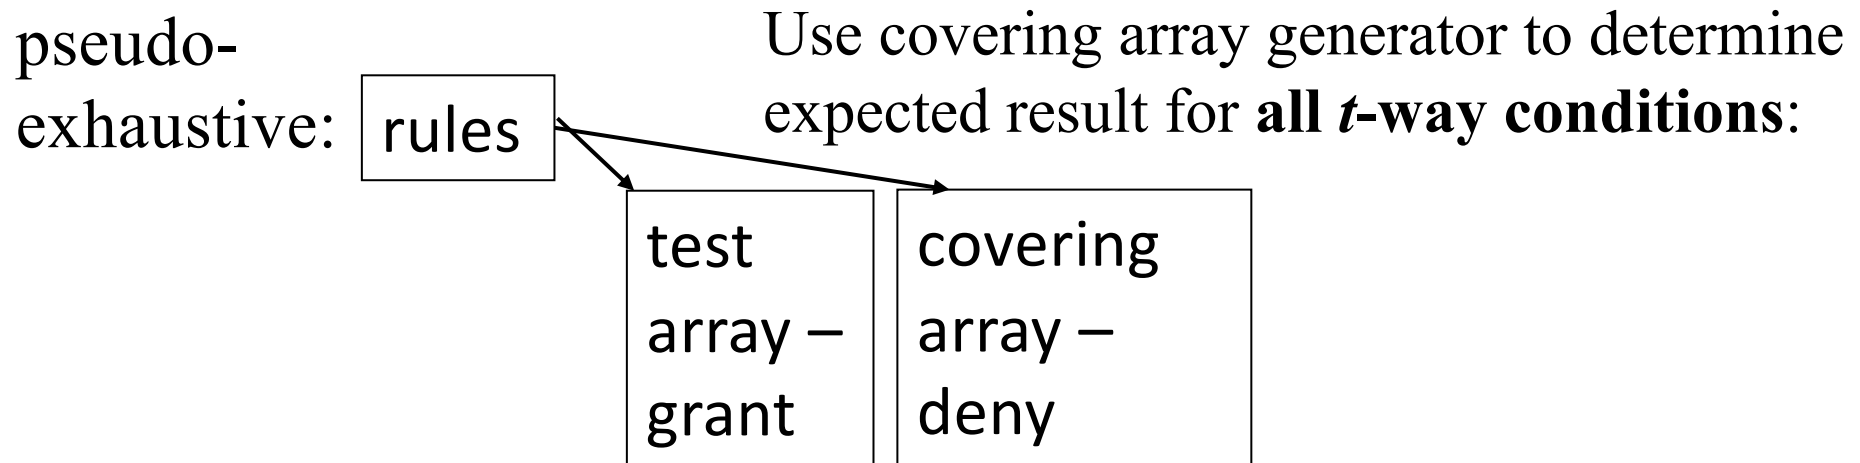 pseudo-
exhaustive:
rules
Use covering array generator to determine
expected result for all t-way conditions:
test
array –
grant
covering
array –
deny